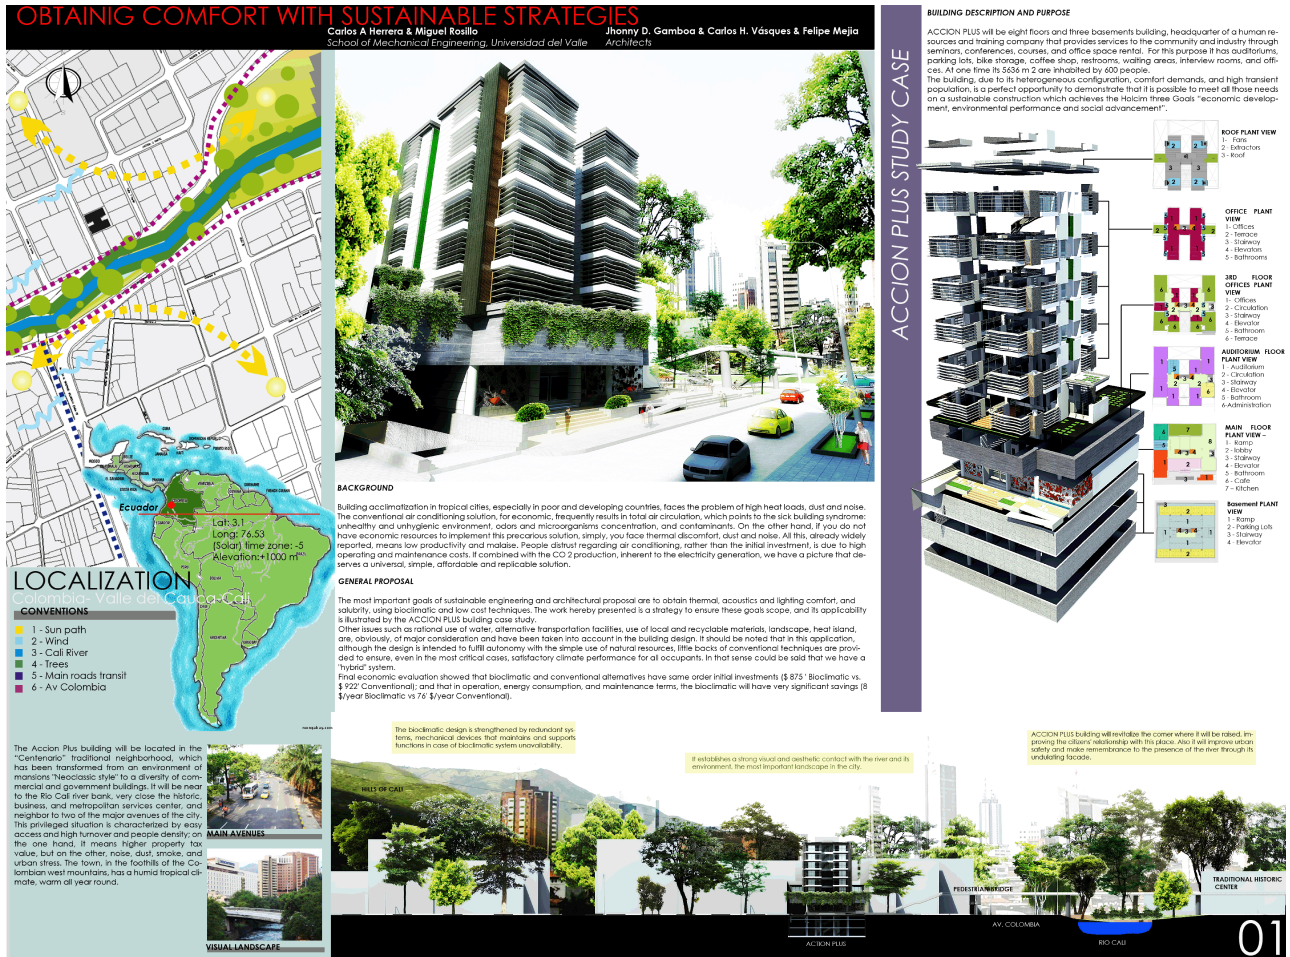 OBTAINIG COMFORT WITH SUSTAINABLE STRATEGIES
Carlos A Herrera & Miguel Rosillo
School of Mechanical Engineering, Universidad del Valle
Jhonny D. Gamboa & Carlos H. Vásques & Felipe Mejia
Architects
Ecuador
Lat: 3.1
Long: 76.53
(Solar) time zone: -5
Alevation:+1000 m
LOCALIZATION
Colombia- Valle del Cauca-Cali
CONVENTIONS
1 - Sun path
2 - Wind
3 - Cali River
4 - Trees
5 - Main roads transit
6 - Av Colombia
The Accion Plus building will be located in the
"Centenario" traditional neighborhood, which
has been transformed from an environment of
mansions "Neoclassic style" to a diversity of com-
mercial and government buildings. It will be near
to the Rio Cali river bank, very close the historic,
business, and metropolitan services center, and
neighbor to two of the major avenues of the city.
This privileged situation is characterized by easy
access and high turnover and people density; on
the one hand, it means higher property tax
value, but on the other, noise, dust, smoke, and
urban stress. The town, in the foothills of the Co-
lombian west mountains, has a humid tropical cli-
mate, warm all year round.
MAIN AVENUES
VISUAL LANDSCAPE
BACKGROUND
Building acclimatization in tropical cities, especially in poor and developing countries, faces the problem of high heat loads, dust and noise.
The conventional air conditioning solution, for economic, frequently results in total air circulation, which points to the sick building syndrome:
unhealthy and unhygienic environment, odors and microorganisms concentration, and contaminants. On the other hand, if you do not
have economic resources to implement this precarious solution, simply, you face thermal discomfort, dust and noise. All this, already widely
reported, means low productivity and malaise. People distrust regarding air conditioning, rather than the initial investment, is due to high
operating and maintenance costs. If combined with the CO 2 production, inherent to the electricity generation, we have a picture that de-
serves a universal, simple, affordable and replicable solution.
GENERAL PROPOSAL
The most important goals of sustainable engineering and architectural proposal are to obtain thermal, acoustics and lighting comfort, and
salubrity, using bioclimatic and low cost techniques. The work hereby presented is a strategy to ensure these goals scope, and its applicability
is illustrated by the ACCION PLUS building case study.
Other issues such as rational use of water, alternative transportation facilities, use of local and recyclable materials, landscape, heat island,
are, obviously, of major consideration and have been taken into account in the building design. It should be noted that in this application,
although the design is intended to fulfill autonomy with the simple use of natural resources, little backs of conventional techniques are provi-
ded to ensure, even in the most critical cases, satisfactory climate performance for all occupants. In that sense could be said that we have a
"hybrid" system.
Final economic evaluation showed that bioclimatic and conventional alternatives have same order initial investments ($ 875 ' Bioclimatic vs.
$ 922' Conventional); and that in operation, energy consumption, and maintenance terms, the bioclimatic will have very significant savings (8
$/year Bioclimatic vs 76' $/year Conventional).
ACCION PLUS STUDY CASE
BUILDING DESCRIPTION AND PURPOSE
ACCION PLUS will be eight floors and three basements building, headquarter of a human re-
sources and training company that provides services to the community and industry through
seminars, conferences, courses, and office space rental. For this purpose it has auditoriums,
parking lots, bike storage, coffee shop, restrooms, waiting areas, interview rooms, and offi-
ces. At one time its 5636 m 2 are inhabited by 600 people.
The building, due to its heterogeneous configuration, comfort demands, and high transient
population, is a perfect opportunity to demonstrate that it is possible to meet all those needs
on a sustainable construction which achieves the Holcim three Goals "economic develop-
ment, environmental performance and social advancement".
ROOF PLANT VIEW
1- Fans
2 - Extractors
3 - Roof
OFFICE PLANT
VIEW
1- Offices
2 - Terrace
3 - Stairway
4 - Elevators
5 - Bathrooms
3RD FLOOR
OFFICES PLANT
VIEW
1- Offices
2 - Circulation
3 - Stairway
4 - Elevator
5 - Bathroom
6 - Terrace
AUDITORIUM FLOOR
PLANT VIEW
1 - Auditorium
2 - Circulation
3 - Stairway
4 - Elevator
5 - Bathroom
6-Administration
MAIN FLOOR
PLANT VIEW –
1- Ramp
2 - lobby
3 - Stairway
4 - Elevator
5 - Bathroom
6 - Cafe
7 – Kitchen
Basement PLANT
VIEW
1 - Ramp
2 - Parking Lots
3 - Stairway
4 - Elevator
The bioclimatic design is strengthened by redundant sys-
tems, mechanical devices that maintains and supports
functions in case of bioclimatic system unavailability.
It establishes a strong visual and aesthetic contact with the river and its
environment, the most important landscape in the city.
ACCION PLUS building will revitalize the corner where it will be raised, im-
proving the citizens' relationship with this place. Also it will improve urban
safety and make remembrance to the presence of the river through its
undulating facade.
HILLS OF CALI
PEDESTRIAN BRIDGE
TRADITIONAL HISTORIC
CENTER
AV. COLOMBIA
RIO CALI
ACTION PLUS
01